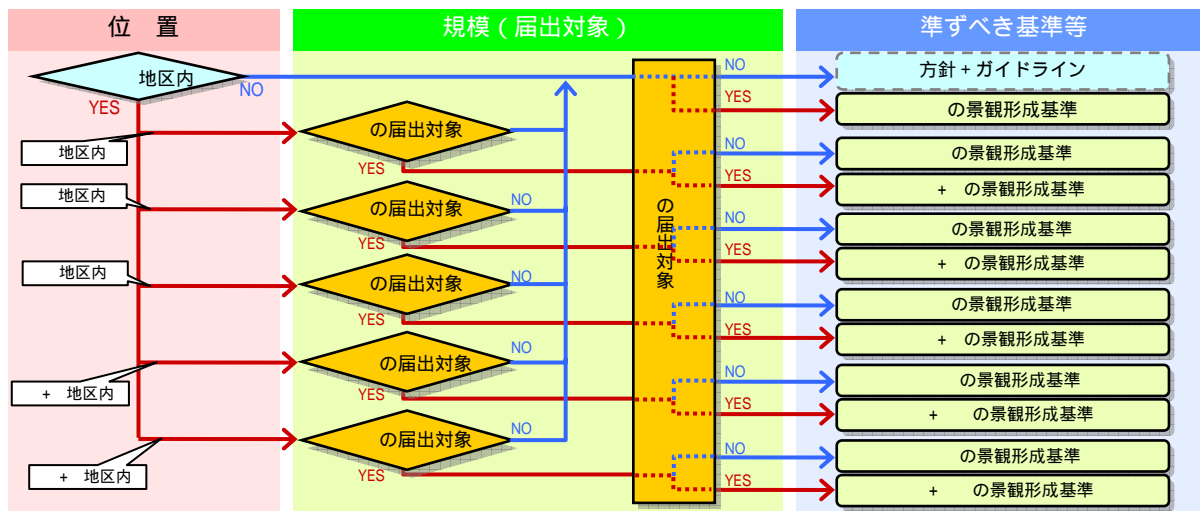 位　置
規模（届出対象）
準ずべき基準等
地区内
NO
YES
NO
YES
方針+ガイドライン
の景観形成基準
地区内
の届出対象
NO
YES
NO
YES
の景観形成基準
+　の景観形成基準
地区内
の届出対象
NO
YES
NO
YES
の景観形成基準
+　の景観形成基準
の届出対象
地区内
の届出対象
NO
YES
NO
YES
の景観形成基準
+　の景観形成基準
+　地区内
の届出対象
NO
YES
NO
YES
の景観形成基準
+　　の景観形成基準
+　地区内
の届出対象
NO
YES
NO
YES
の景観形成基準
+　　の景観形成基準